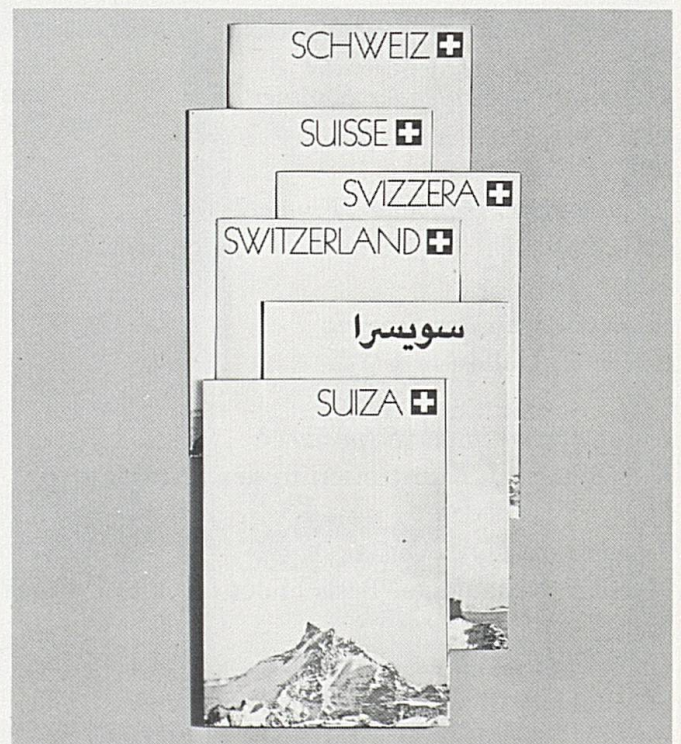 SCHWEIZ
SUISSE
SVIZZERA
SWITZERLAND
سويسرا
SUIZA